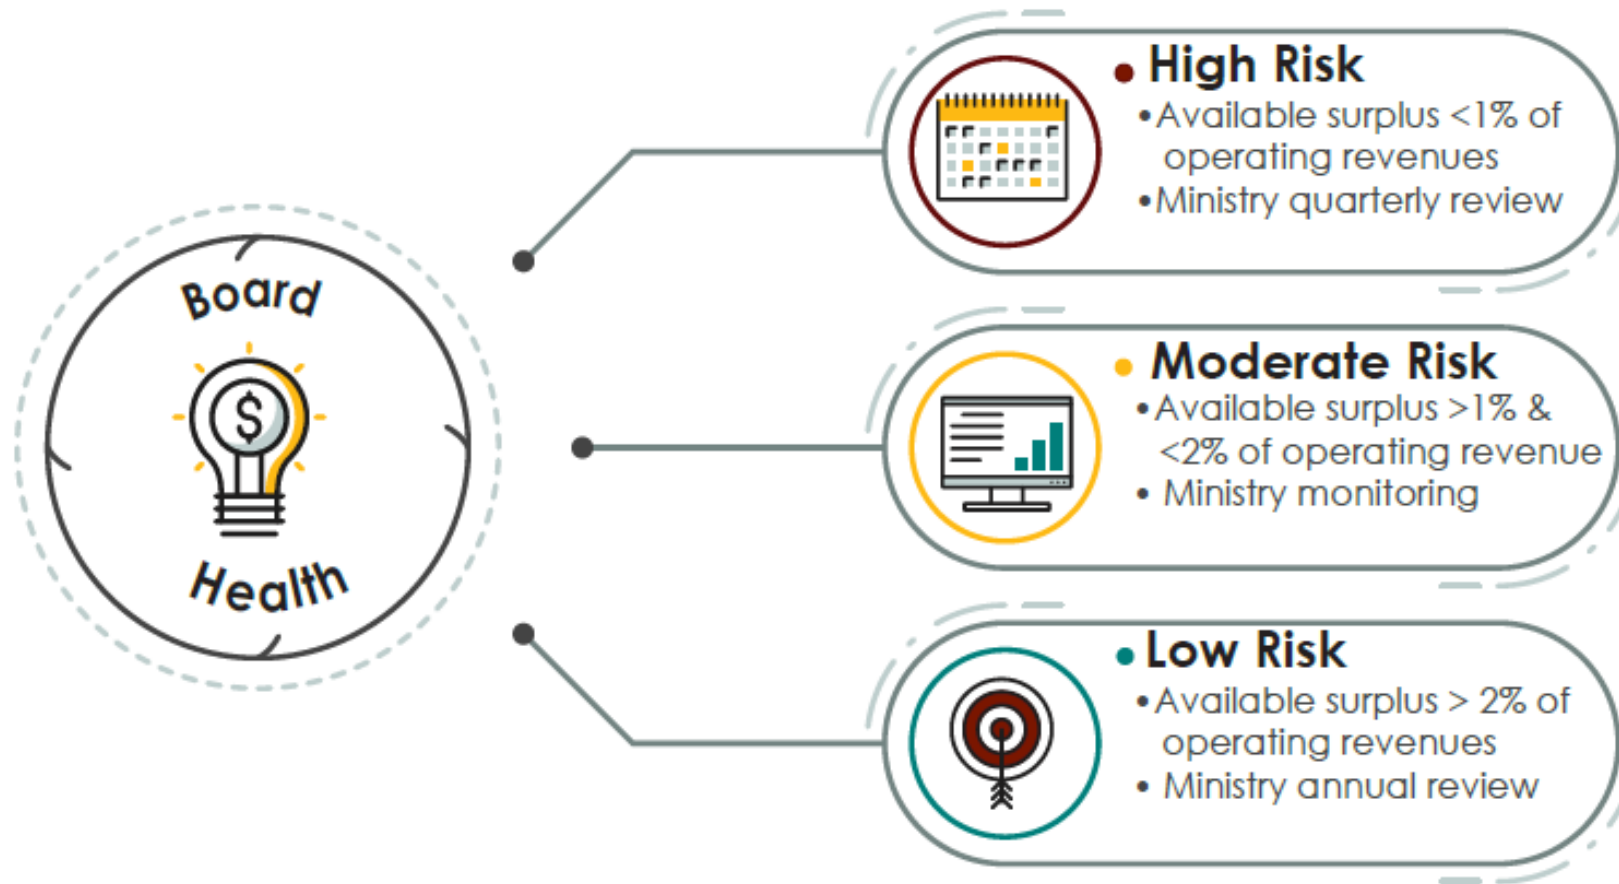 Board
$
Health
• High Risk
•Available surplus <1% of
operating revenues
•Ministry quarterly review
• Moderate Risk
•Available surplus >1% &
<2% of operating revenue
• Ministry monitoring
• Low Risk
•Available surplus > 2% of
operating revenues
• Ministry annual review